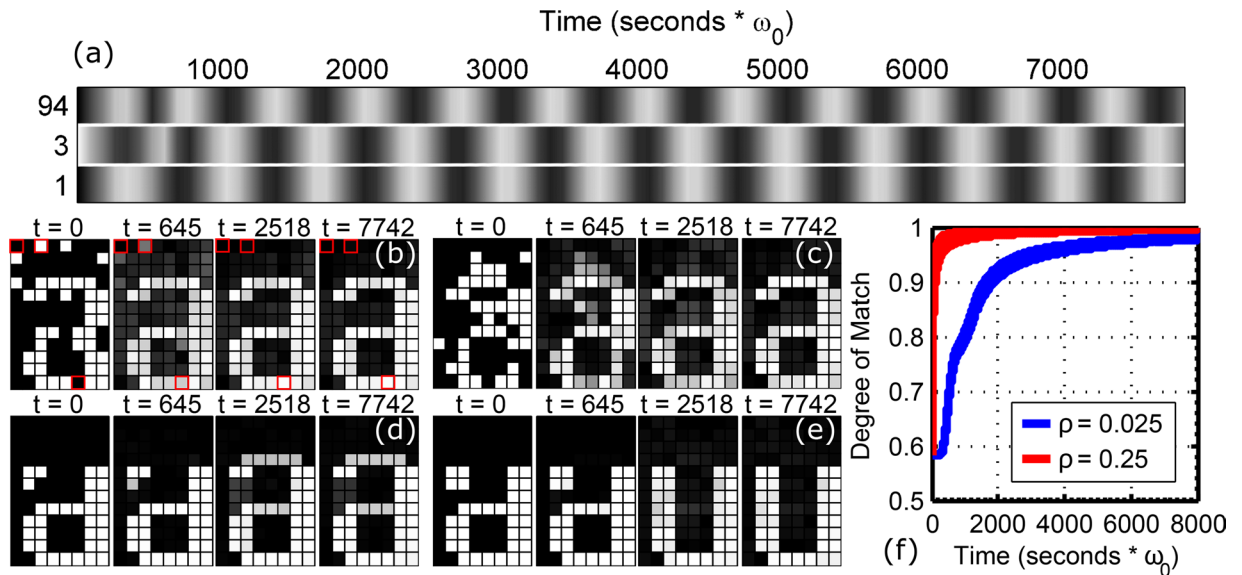 Time (seconds * ω₀)
(a)
1000 2000 3000 4000 5000 6000 7000
94
3
1
t = 0 t = 645 t = 2518 t = 7742 t = 0 t = 645 t = 2518 t = 7742
(b) (c)
t = 0 t = 645 t = 2518 t = 7742 t = 0 t = 645 t = 2518 t = 7742
(d) (e)
Degree of Match
1
0.9
0.8
0.7
0.6
0.5
ρ = 0.025
ρ = 0.25
0 2000 4000 6000 8000
(f) Time (seconds * ω₀)